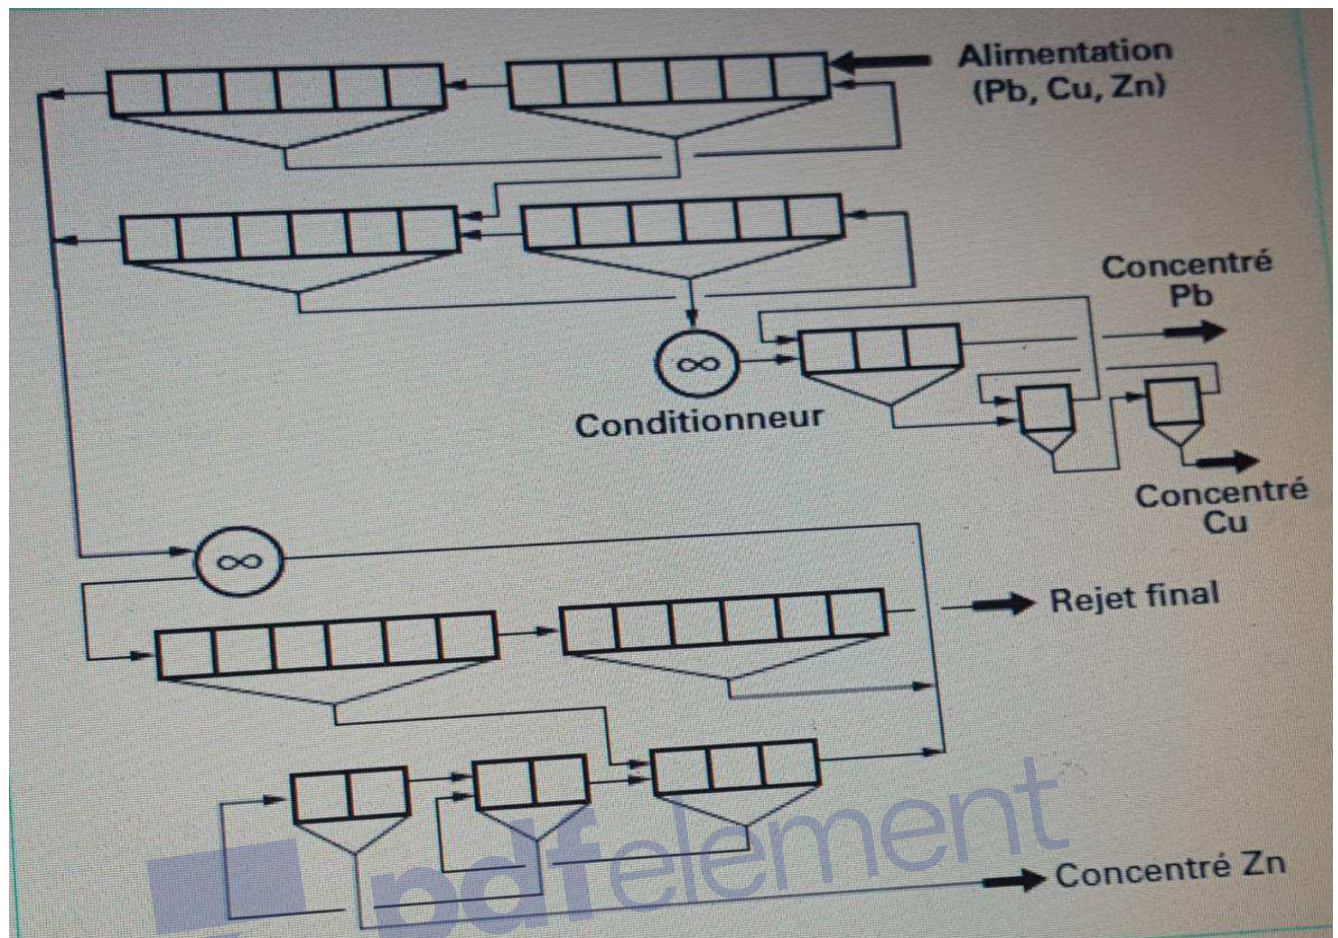 Alimentation
(Pb, Cu, Zn)
Concentré
Pb
Conditionneur
Concentré
Cu
Rejet final
pdfelement
Concentré Zn